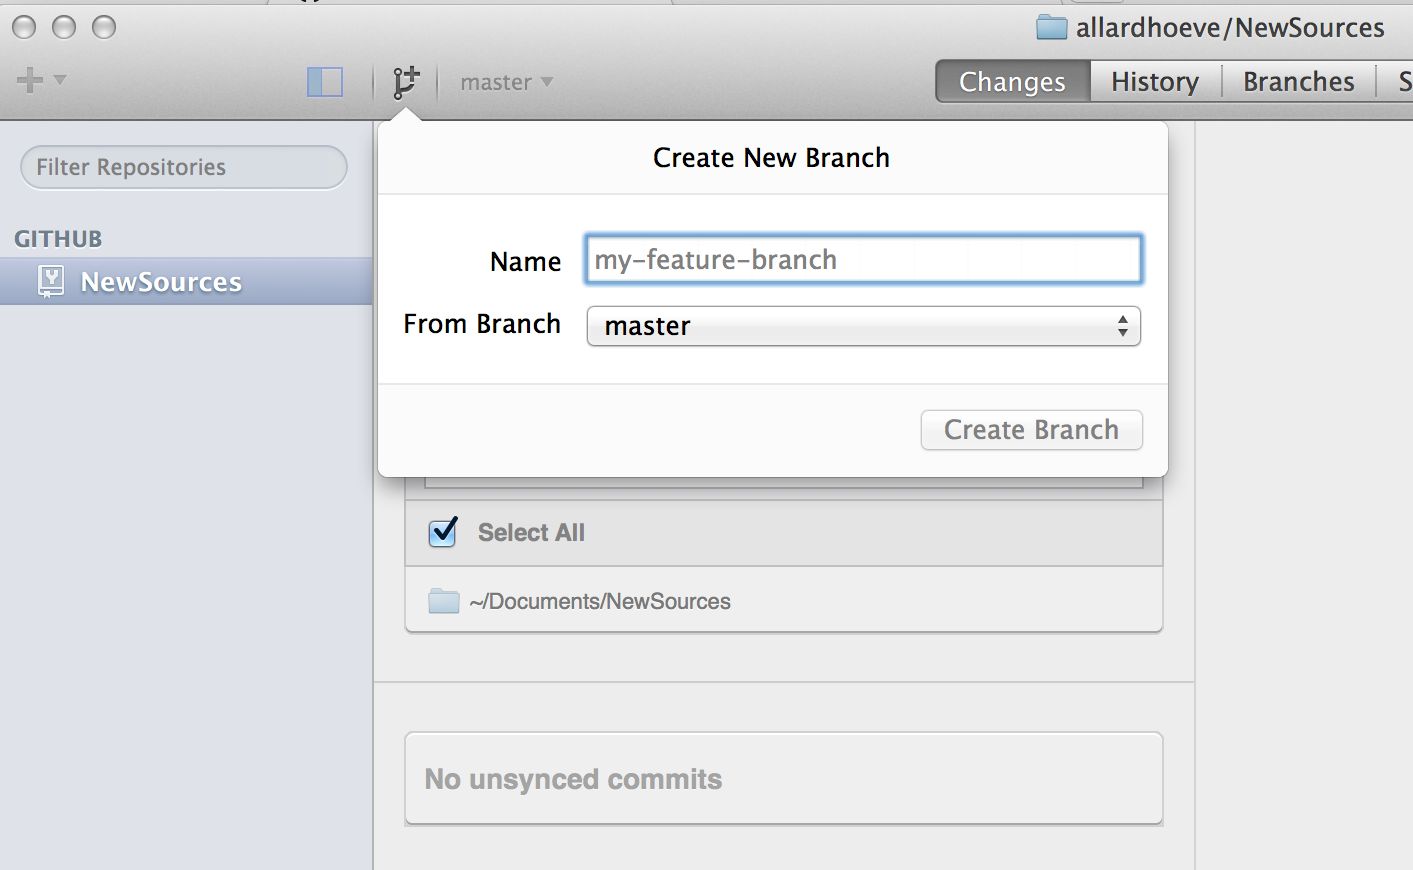 allardhoeve/NewSources
master
Changes
History
Branches
S
Filter Repositories
GITHUB
NewSources
Create New Branch
Name
my-feature-branch
From Branch
master
Create Branch
Select All
~/Documents/NewSources
No unsynced commits